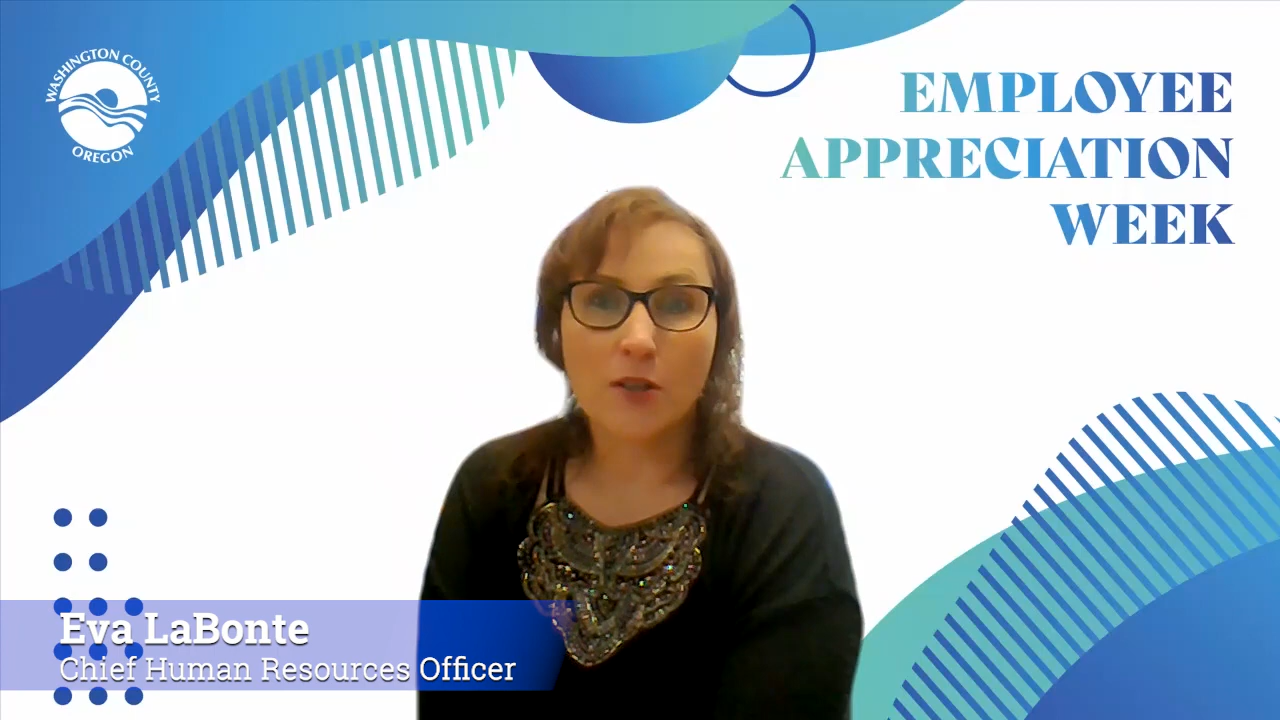 WASHINGTON COUNTY
OREGON
EMPLOYEE
APPRECIATION
WEEK
Eva LaBonte
Chief Human Resources Officer